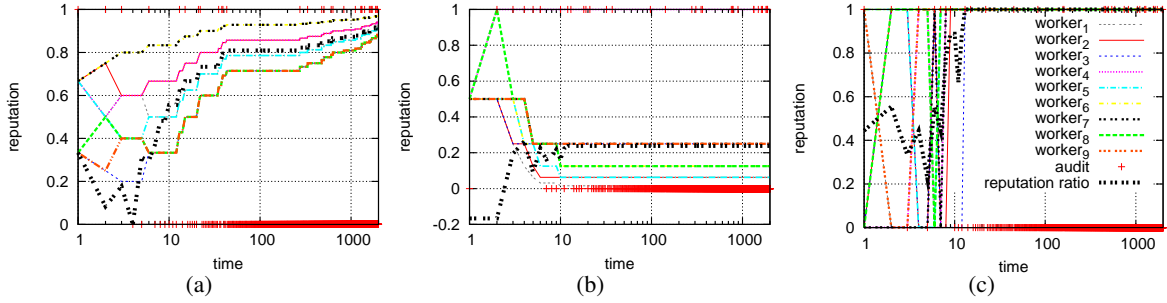 reputation
1
0.8
0.6
0.4
0.2
0
1 10 100 1000
time
(a)
reputation
1
0.8
0.6
0.4
0.2
0
-0.2
1 10 100 1000
time
(b)
reputation
1
0.8
0.6
0.4
0.2
0
1 10 100 1000
time
(c)
worker1
worker2
worker3
worker4
worker5
worker6
worker7
worker8
worker9
audit
reputation ratio